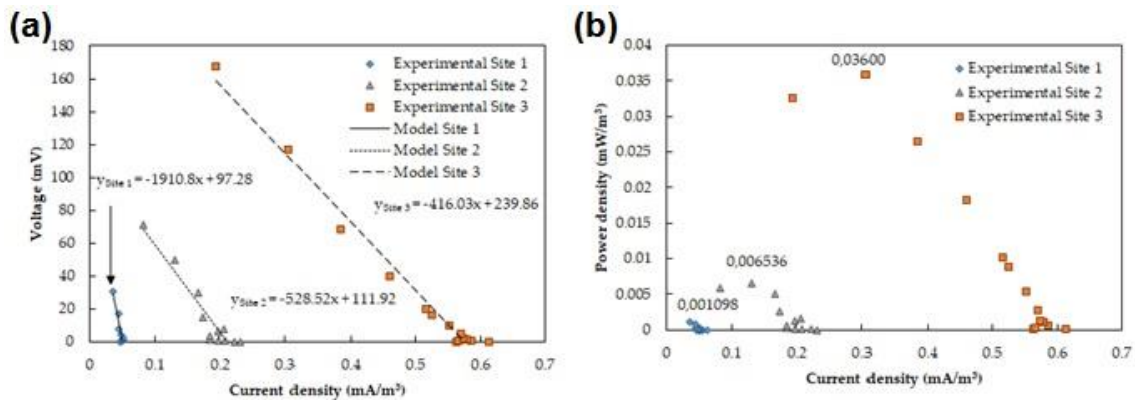 (a)
180
160
140
120
100
80
60
40
20
0
Voltage (mV)
Experimental Site 1
Experimental Site 2
Experimental Site 3
Model Site 1
Model Site 2
Model Site 3
ySite 1 = -1910.8x + 97.28
ySite 3 = -416.03x + 239.86
ySite 2 = -528.52x + 111.92
0 0.1 0.2 0.3 0.4 0.5 0.6 0.7
Current density (mA/m³)
(b)
0.04
0.035
0.03
0.025
0.02
0.015
0.01
0.005
0
Power density (mW/m³)
0,03600
Experimental Site 1
Experimental Site 2
Experimental Site 3
0,006536
0,001098
0 0.1 0.2 0.3 0.4 0.5 0.6 0.7
Current density (mA/m³)